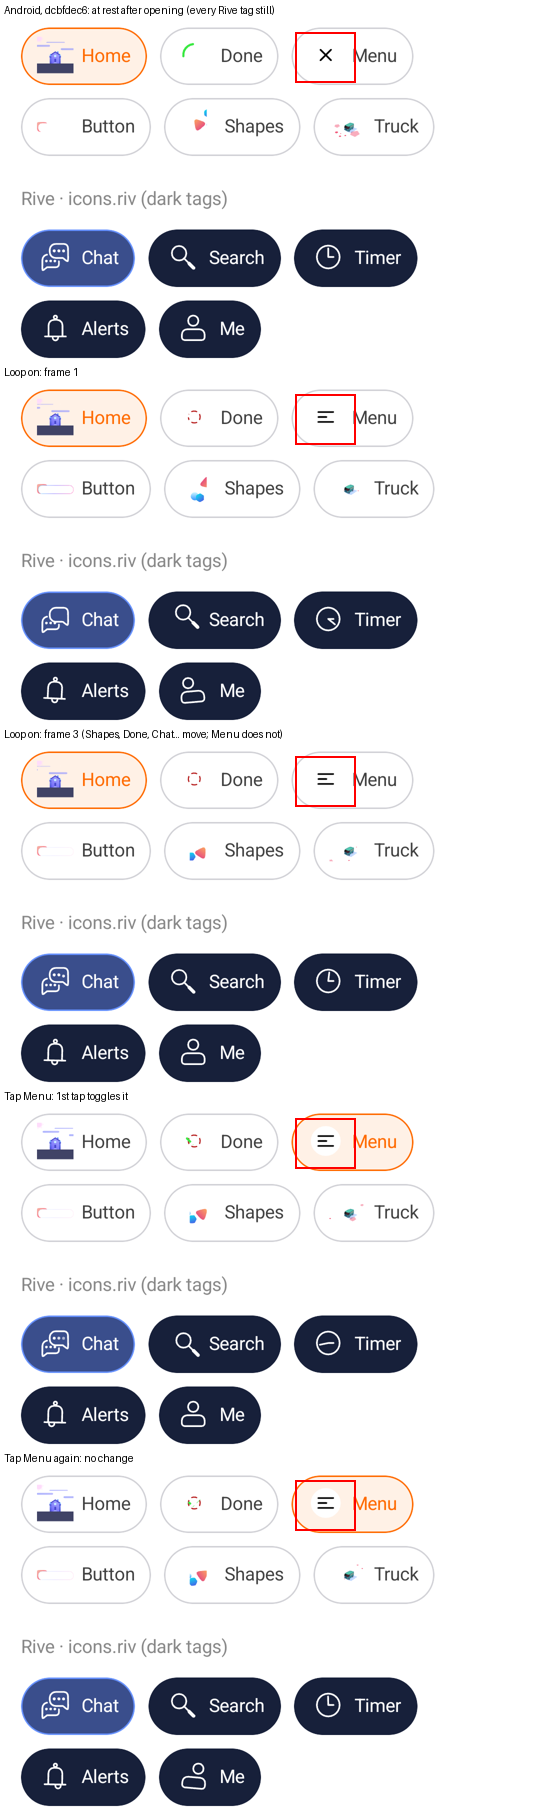 Android, dcbfdec6: at rest after opening (every Rive tag still)
Home
Done
Menu
Button
Shapes
Truck
Rive · icons.riv (dark tags)
Chat
Search
Timer
Alerts
Me
Loop on: frame 1
Home
Done
Menu
Button
Shapes
Truck
Rive · icons.riv (dark tags)
Chat
Search
Timer
Alerts
Me
Loop on: frame 3 (Shapes, Done, Chat... move; Menu does not)
Home
Done
Menu
Button
Shapes
Truck
Rive · icons.riv (dark tags)
Chat
Search
Timer
Alerts
Me
Tap Menu: 1st tap toggles it
Home
Done
Menu
Button
Shapes
Truck
Rive · icons.riv (dark tags)
Chat
Search
Timer
Alerts
Me
Tap Menu again: no change
Home
Done
Menu
Button
Shapes
Truck
Rive · icons.riv (dark tags)
Chat
Search
Timer
Alerts
Me